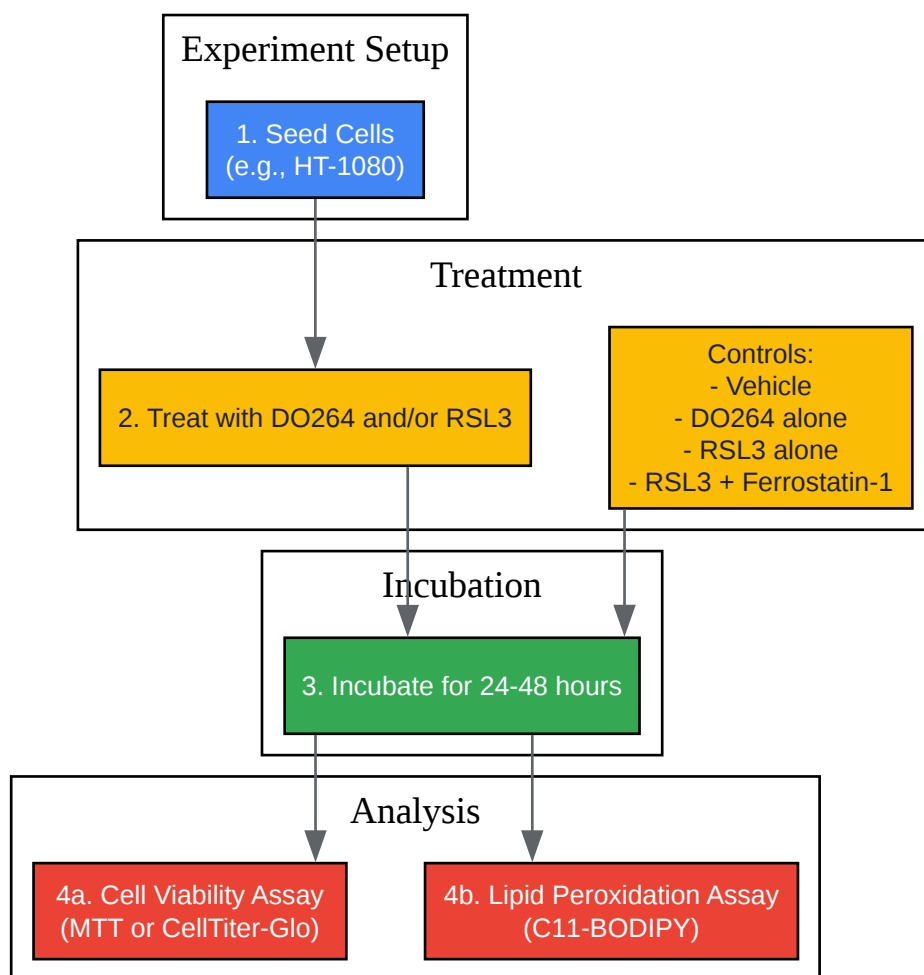 Experiment Setup
1. Seed Cells
(e.g., HT-1080)
Treatment
2. Treat with DO264 and/or RSL3
Controls:
- Vehicle
- DO264 alone
- RSL3 alone
- RSL3 + Ferrostatin-1
Incubation
3. Incubate for 24-48 hours
Analysis
4a. Cell Viability Assay
(MTT or CellTiter-Glo)
4b. Lipid Peroxidation Assay
(C11-BODIPY)